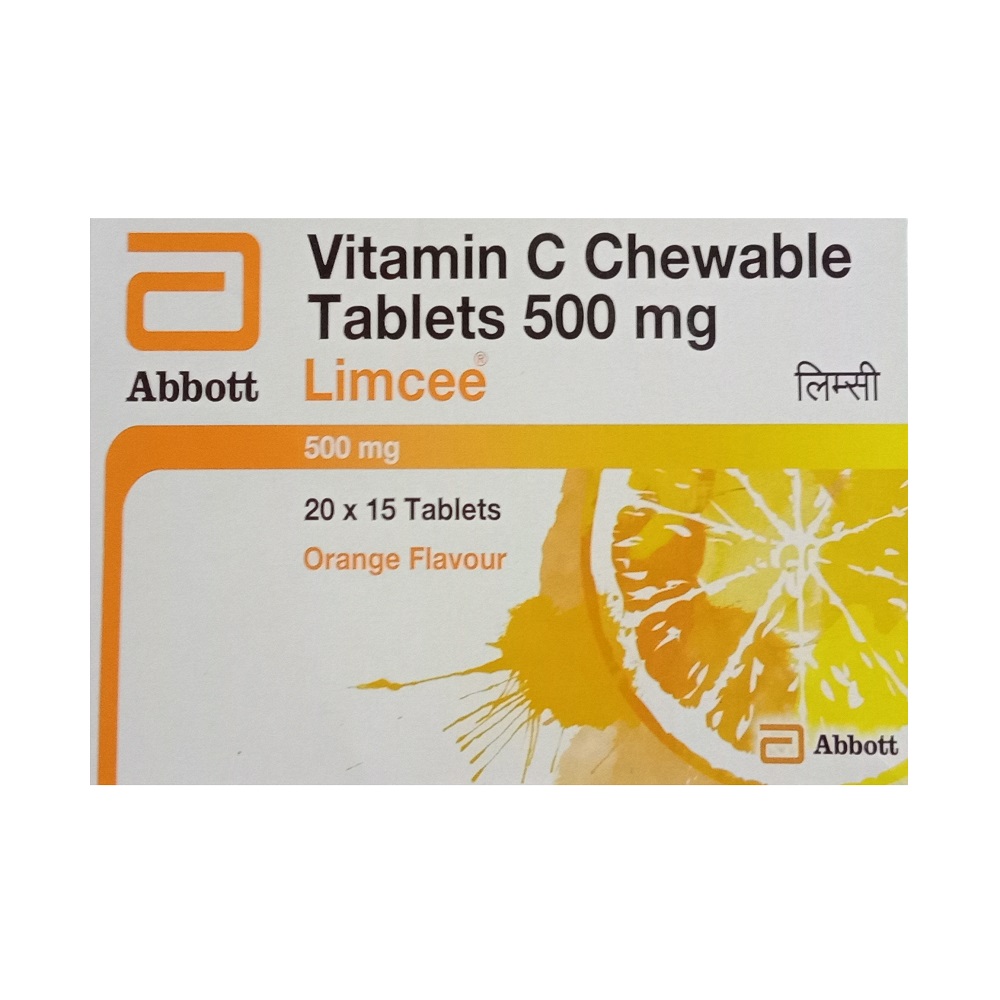 Vitamin C Chewable
Tablets 500 mg
Abbott
Limcee®
लिम्सी
500 mg
20 x 15 Tablets
Orange Flavour
Abbott